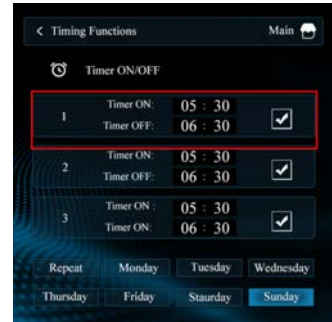 < Timing Functions Main
Timer ON/OFF
1 Timer ON: 05 : 30
Timer OFF: 06 : 30
2 Timer ON: 05 : 30
Timer OFF: 06 : 30
3 Timer ON : 05 : 30
Timer ON: 06 : 30
Repeat Monday Tuesday Wednesday
Thursday Friday Staurday Sunday